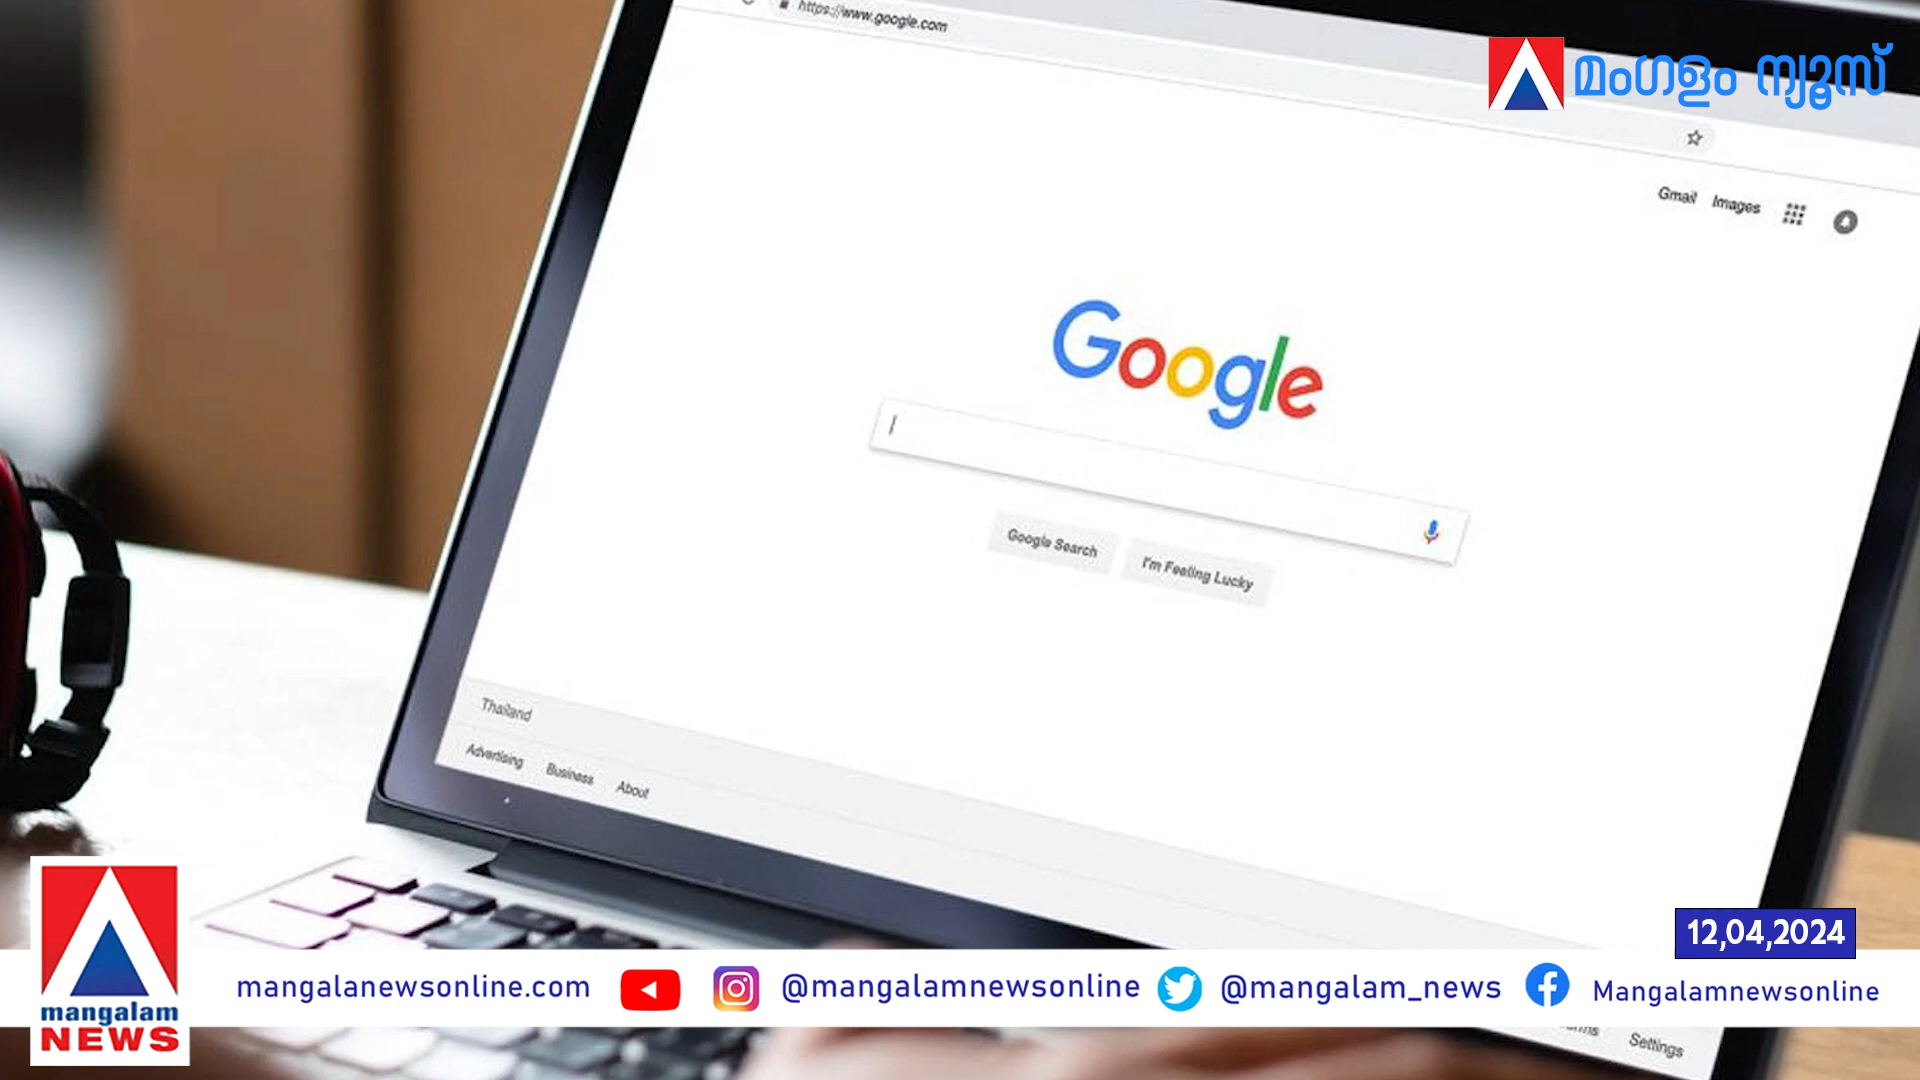 https://www.google.com
മംഗളം ന്യൂസ്
Gmail Images
Google
Google Search I'm Feeling Lucky
Thailand
Advertising Business About
12,04,2024
mangalanewsonline.com @mangalamnewsonline @mangalam_news Mangalamnewsonline
mangalam
NEWS
Settings